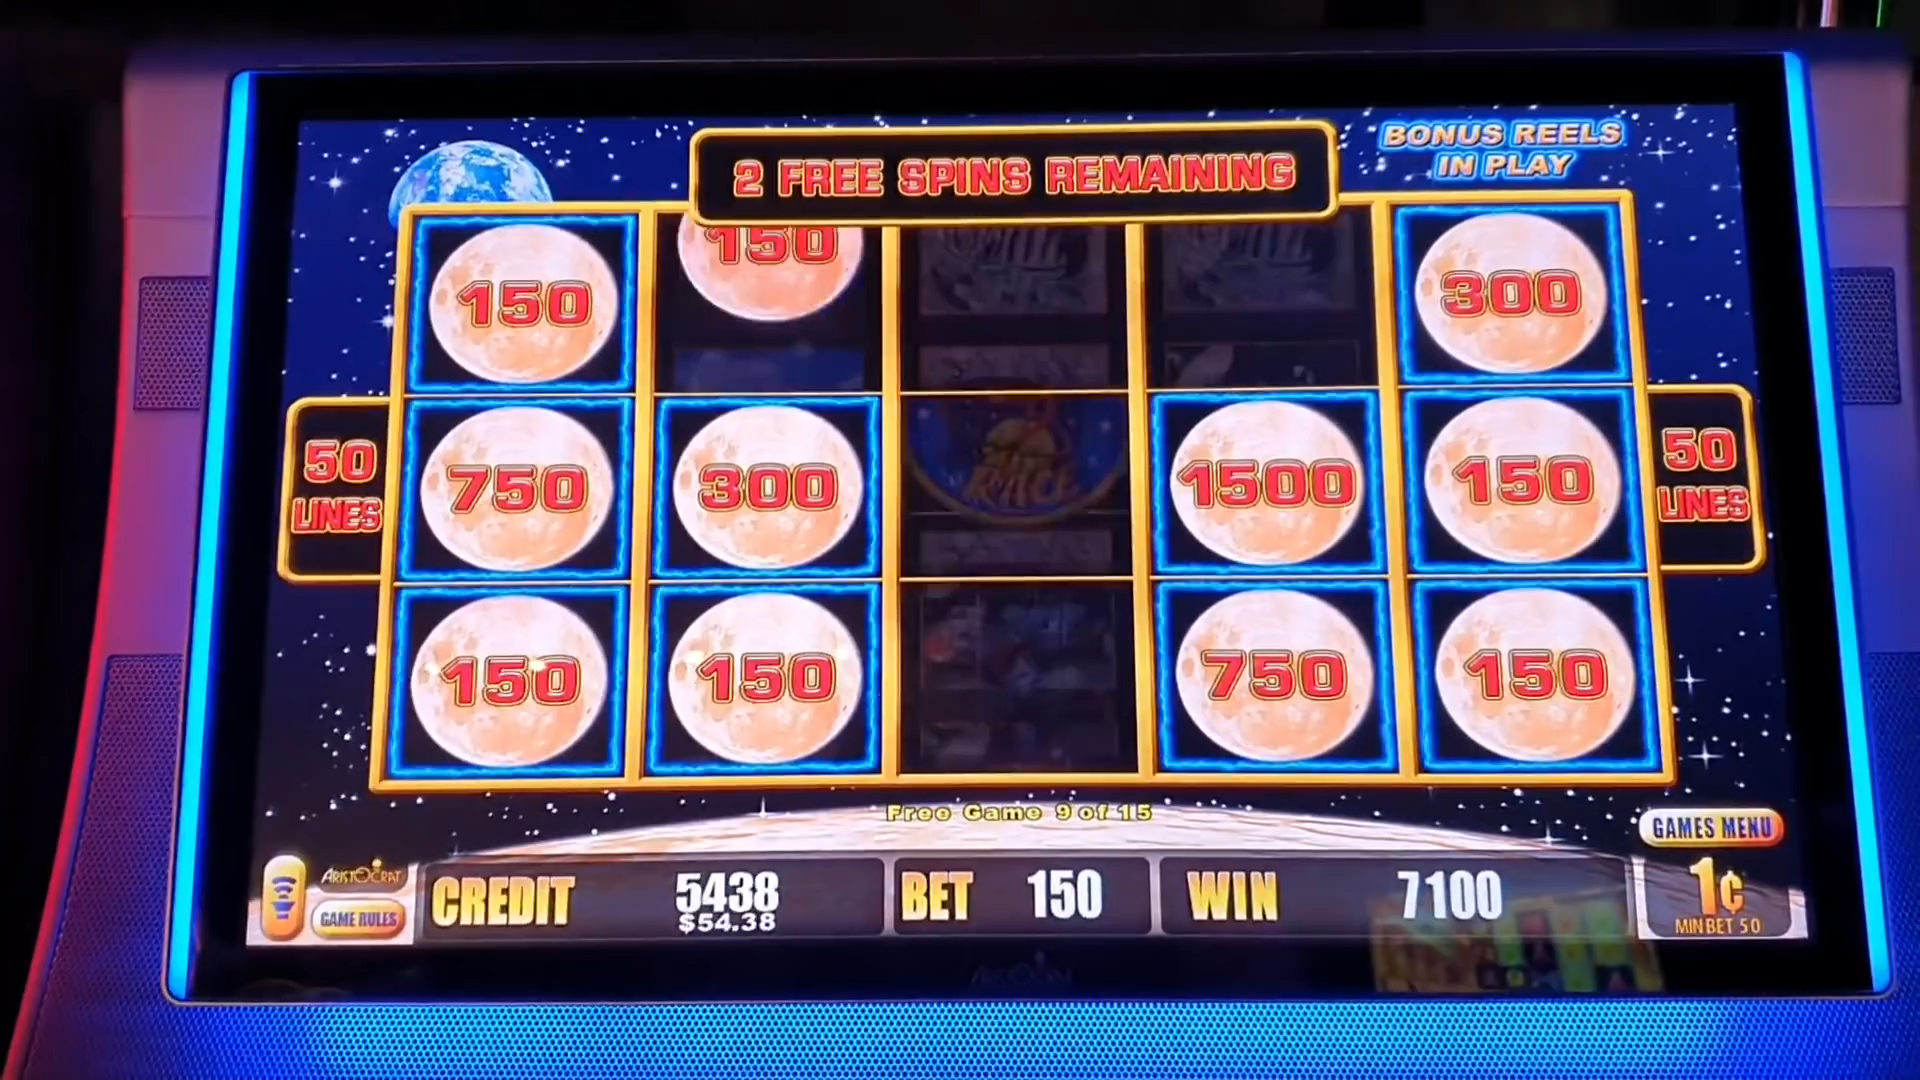 BONUS REELS
IN PLAY
2 FREE SPINS REMAINING
150
150
300
50
LINES
750
300
1500
150
50
LINES
150
150
750
150
Free Game 9 of 15
GAMES MENU
ARISTOCRAT
GAME RULES
CREDIT 5438
$54.38
BET 150
WIN 7100
1¢
MIN BET 50
ARISTOCRAT